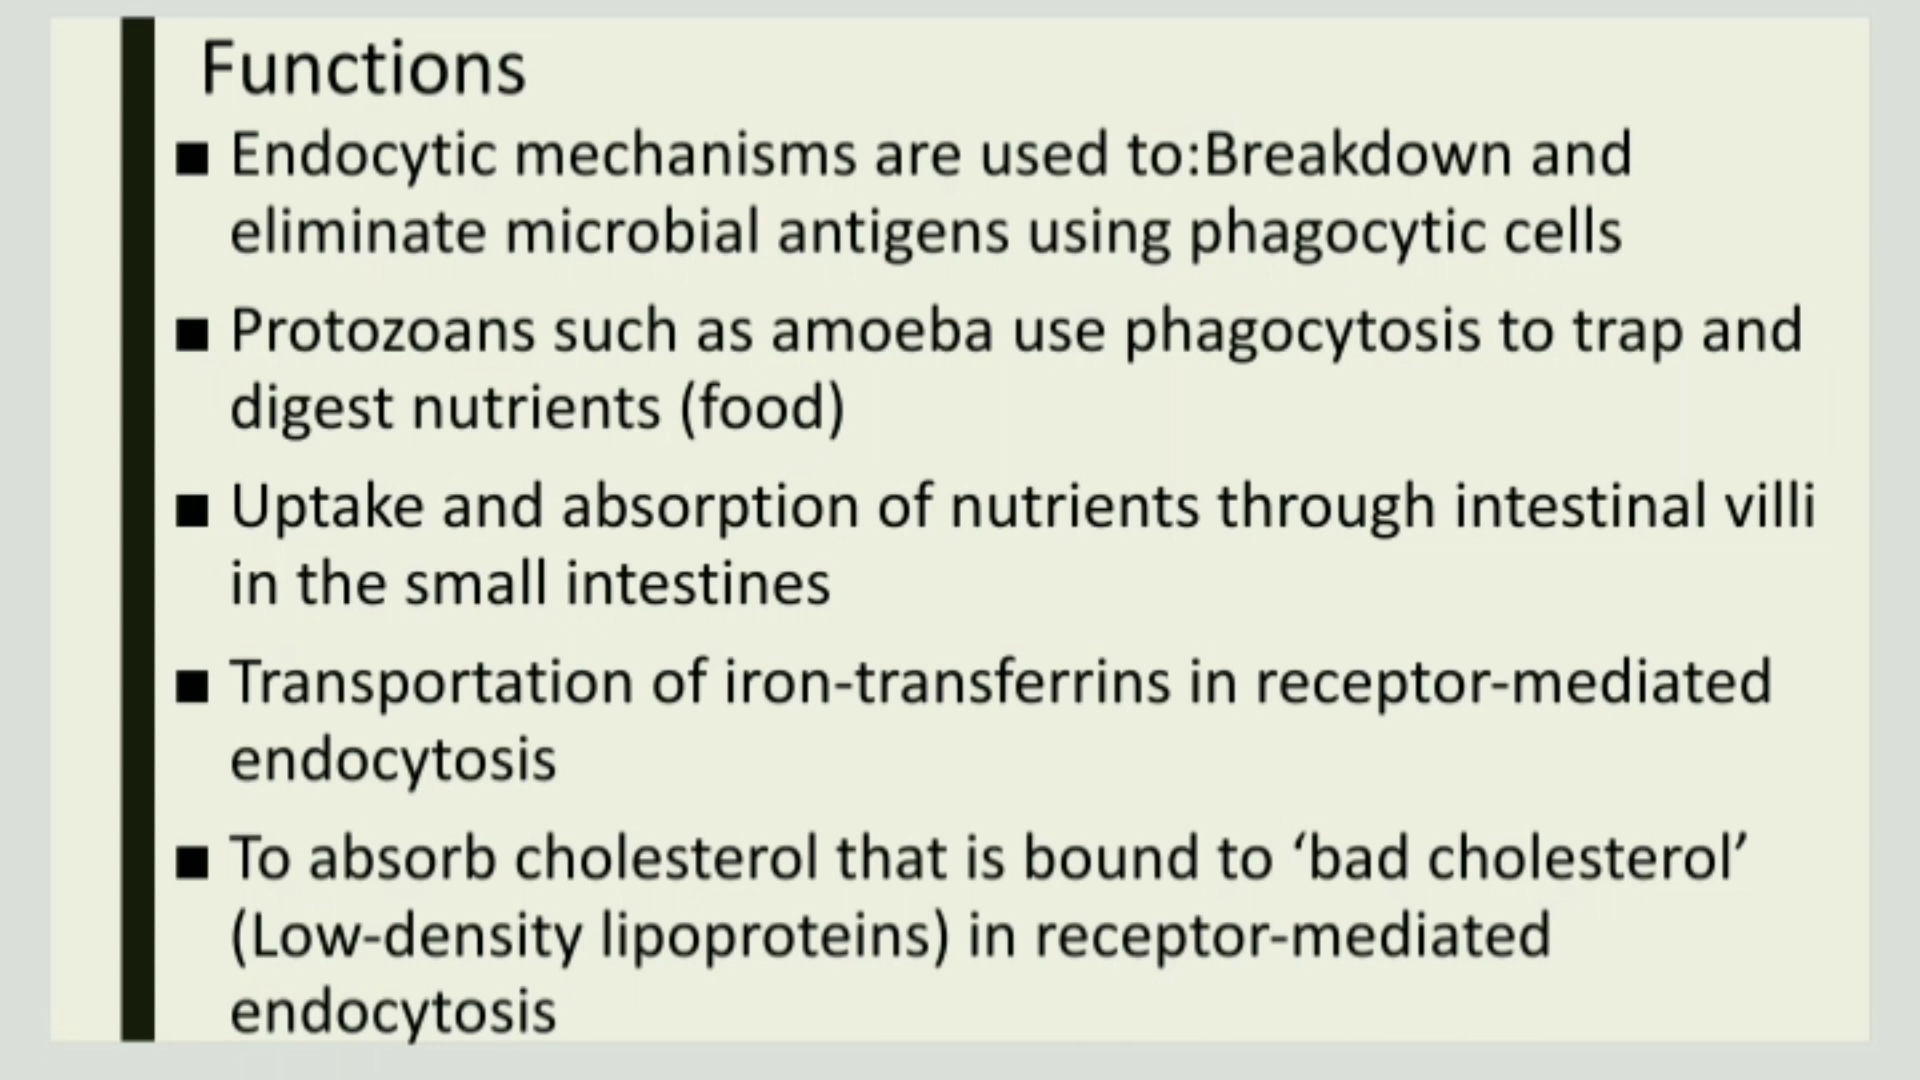 Functions
■ Endocytic mechanisms are used to:Breakdown and
eliminate microbial antigens using phagocytic cells
■ Protozoans such as amoeba use phagocytosis to trap and
digest nutrients (food)
■ Uptake and absorption of nutrients through intestinal villi
in the small intestines
■ Transportation of iron-transferrins in receptor-mediated
endocytosis
■ To absorb cholesterol that is bound to ‘bad cholesterol’
(Low-density lipoproteins) in receptor-mediated
endocytosis